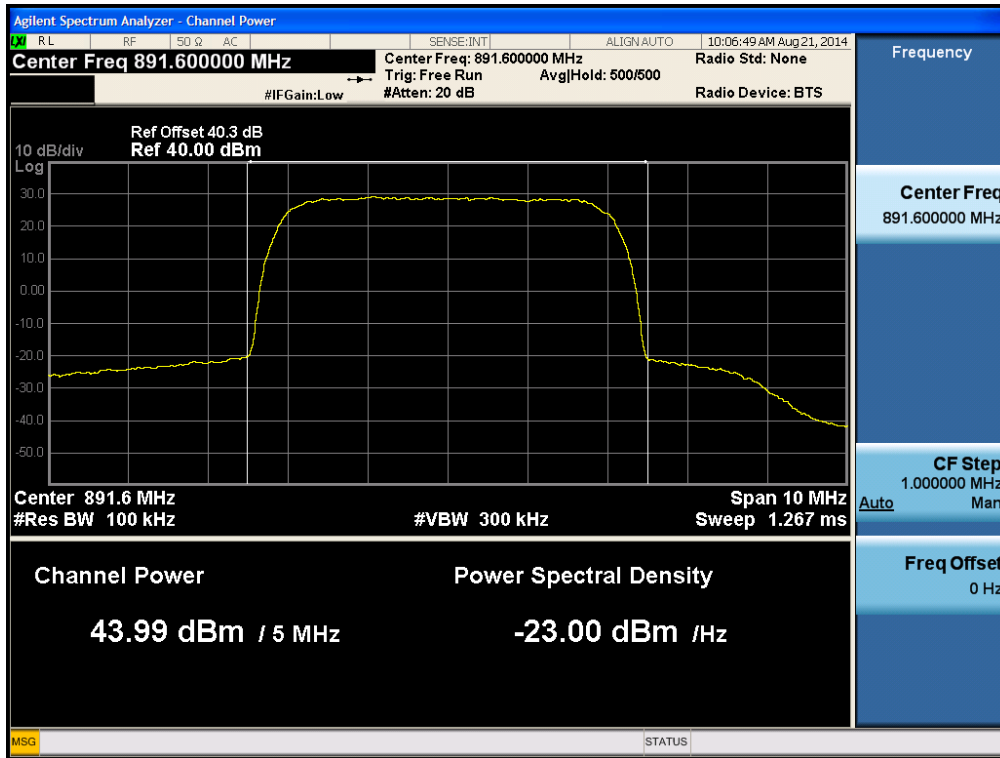 Agilent Spectrum Analyzer - Channel Power
LXI RL RF 50 Ω AC SENSE:INT ALIGNAUTO 10:06:49 AM Aug 21, 2014
Center Freq 891.600000 MHz
Center Freq: 891.600000 MHz
Radio Std: None
Trig: Free Run Avg|Hold: 500/500
#IFGain:Low
#Atten: 20 dB
Radio Device: BTS
Frequency
Ref Offset 40.3 dB
10 dB/div Ref 40.00 dBm
Log
30.0
20.0
10.0
0.00
-10.0
-20.0
-30.0
-40.0
-50.0
Center 891.6 MHz Span 10 MHz
#Res BW 100 kHz #VBW 300 kHz Sweep 1.267 ms
Channel Power Power Spectral Density
43.99 dBm / 5 MHz -23.00 dBm /Hz
Center Freq
891.600000 MHz
CF Step
1.000000 MHz
Auto Man
Freq Offset
0 Hz
MSG STATUS